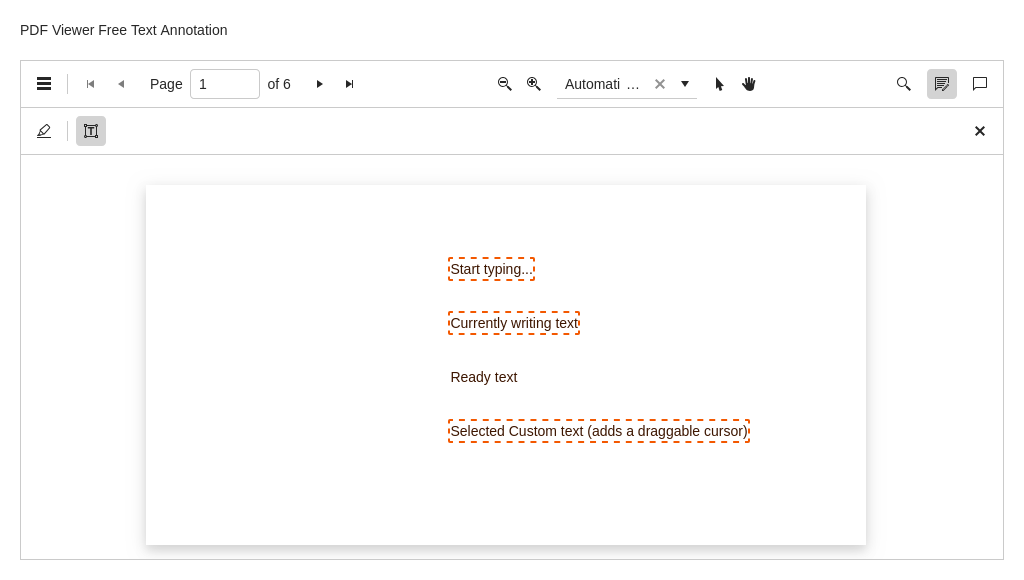 PDF Viewer Free Text Annotation
Page 1 of 6 Automati ...
Start typing...
Currently writing text
Ready text
Selected Custom text (adds a draggable cursor)